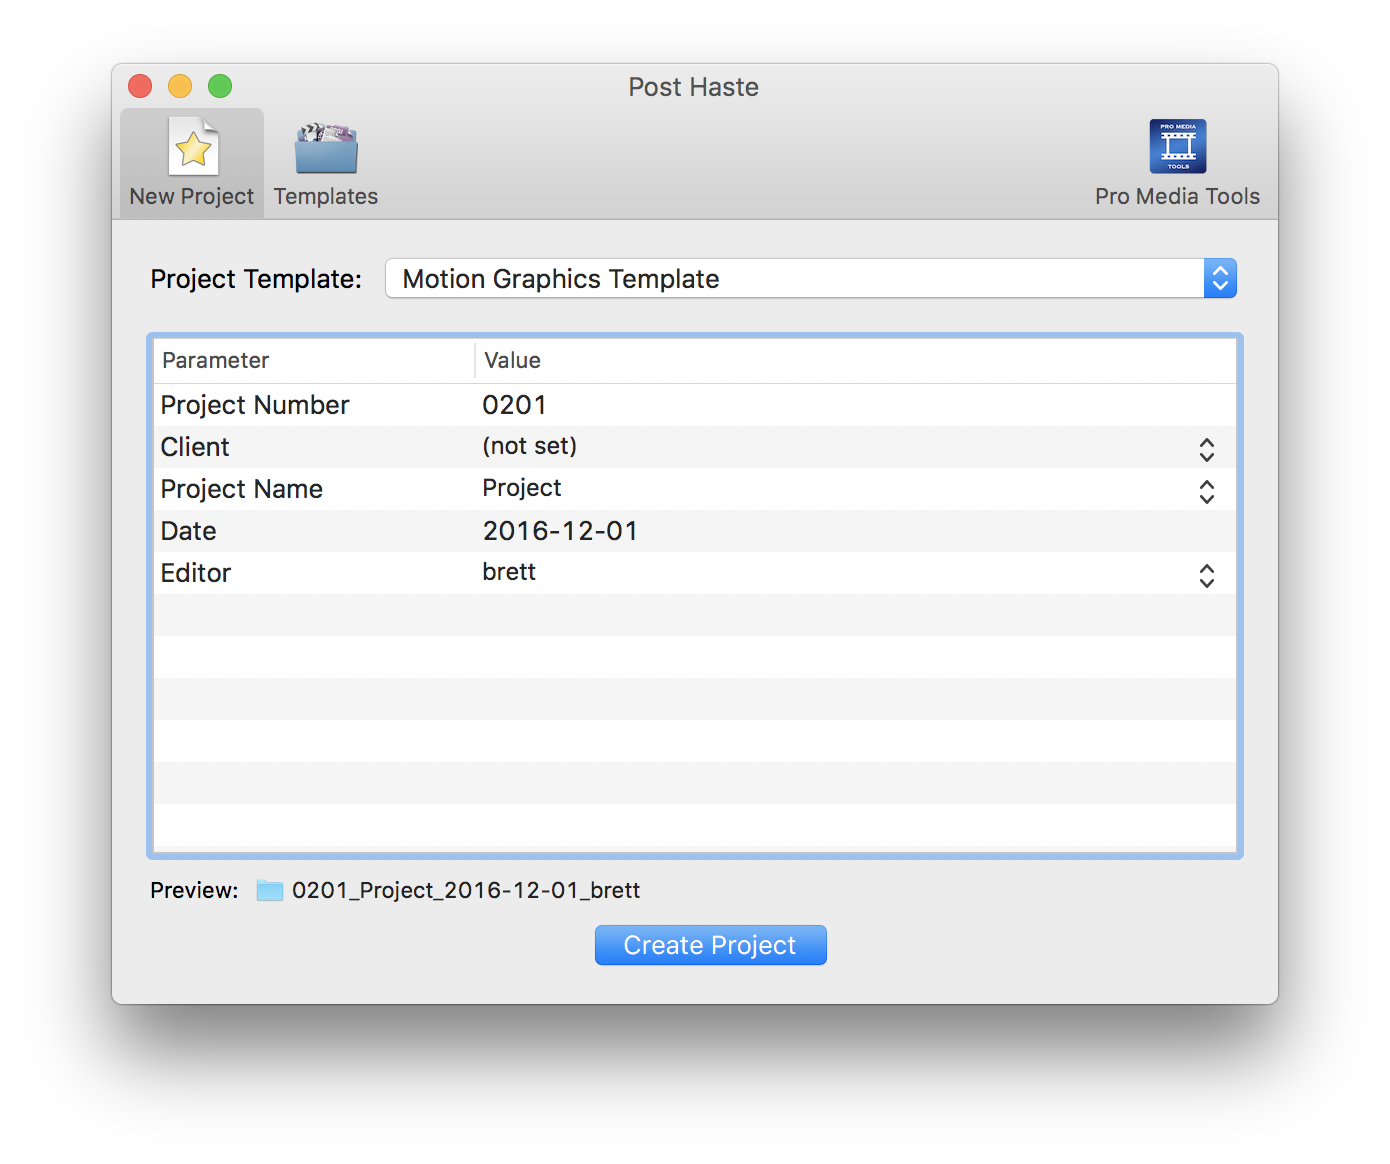 Post Haste
New Project Templates
PRO MEDIA
TOOLS
Pro Media Tools
Project Template: Motion Graphics Template
Parameter Value
Project Number 0201
Client (not set)
Project Name Project
Date 2016-12-01
Editor brett
Preview: 0201_Project_2016-12-01_brett
Create Project